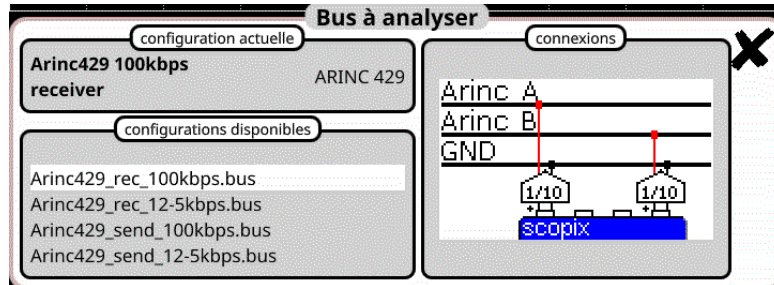 Bus à analyser
configuration actuelle
Arinc429 100kbps
receiver
ARINC 429
configurations disponibles
Arinc429_rec_100kbps.bus
Arinc429_rec_12-5kbps.bus
Arinc429_send_100kbps.bus
Arinc429_send_12-5kbps.bus
connexions
Arinc A
Arinc B
GND
1/10 1/10
+ +
scopix